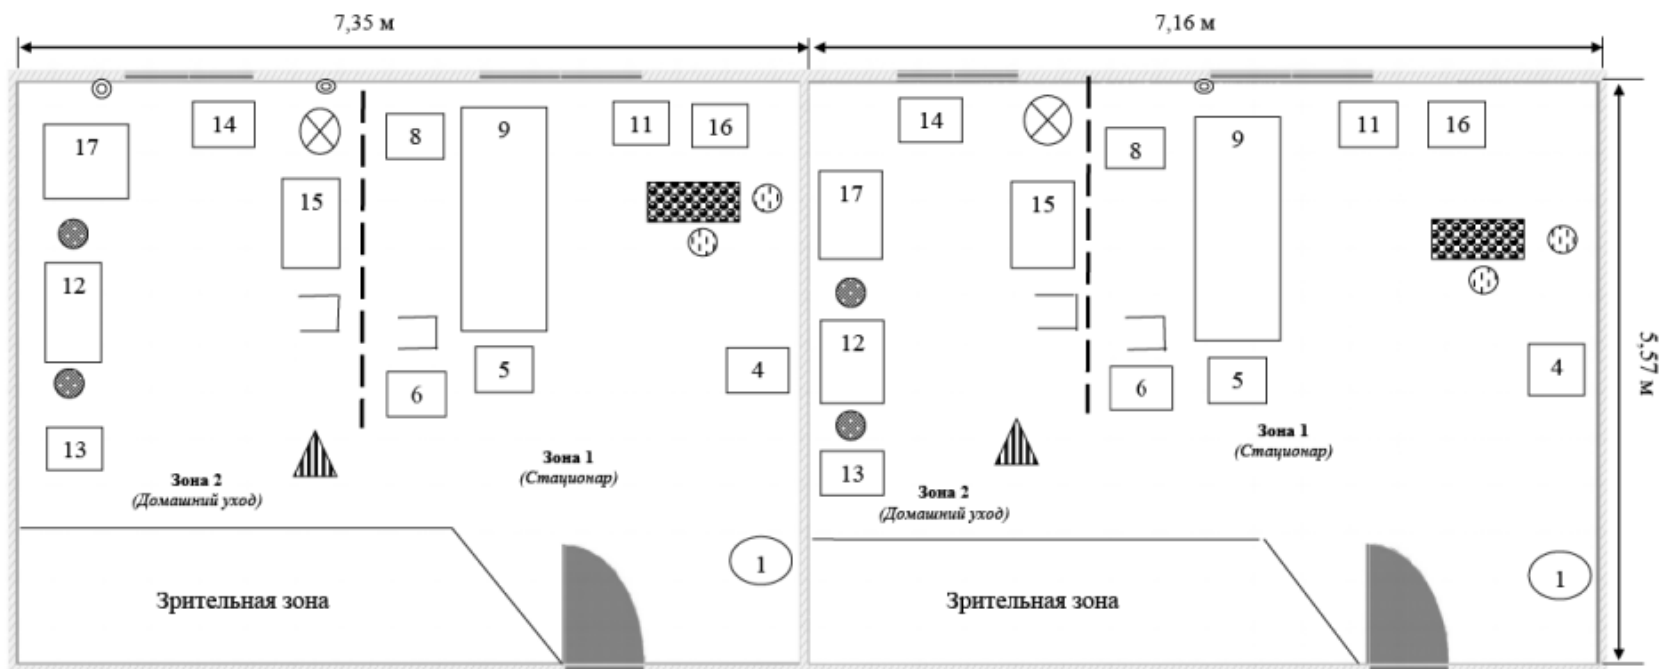 7,35 м
7,16 м
17
14
8
9
11
16
15
12
6
5
4
13
Зона 1
(Стационар)
Зона 2
(Домашний уход)
1
Зрительная зона
14
8
9
11
16
17
15
12
6
5
4
13
Зона 1
(Стационар)
Зона 2
(Домашний уход)
1
Зрительная зона
5,57 м